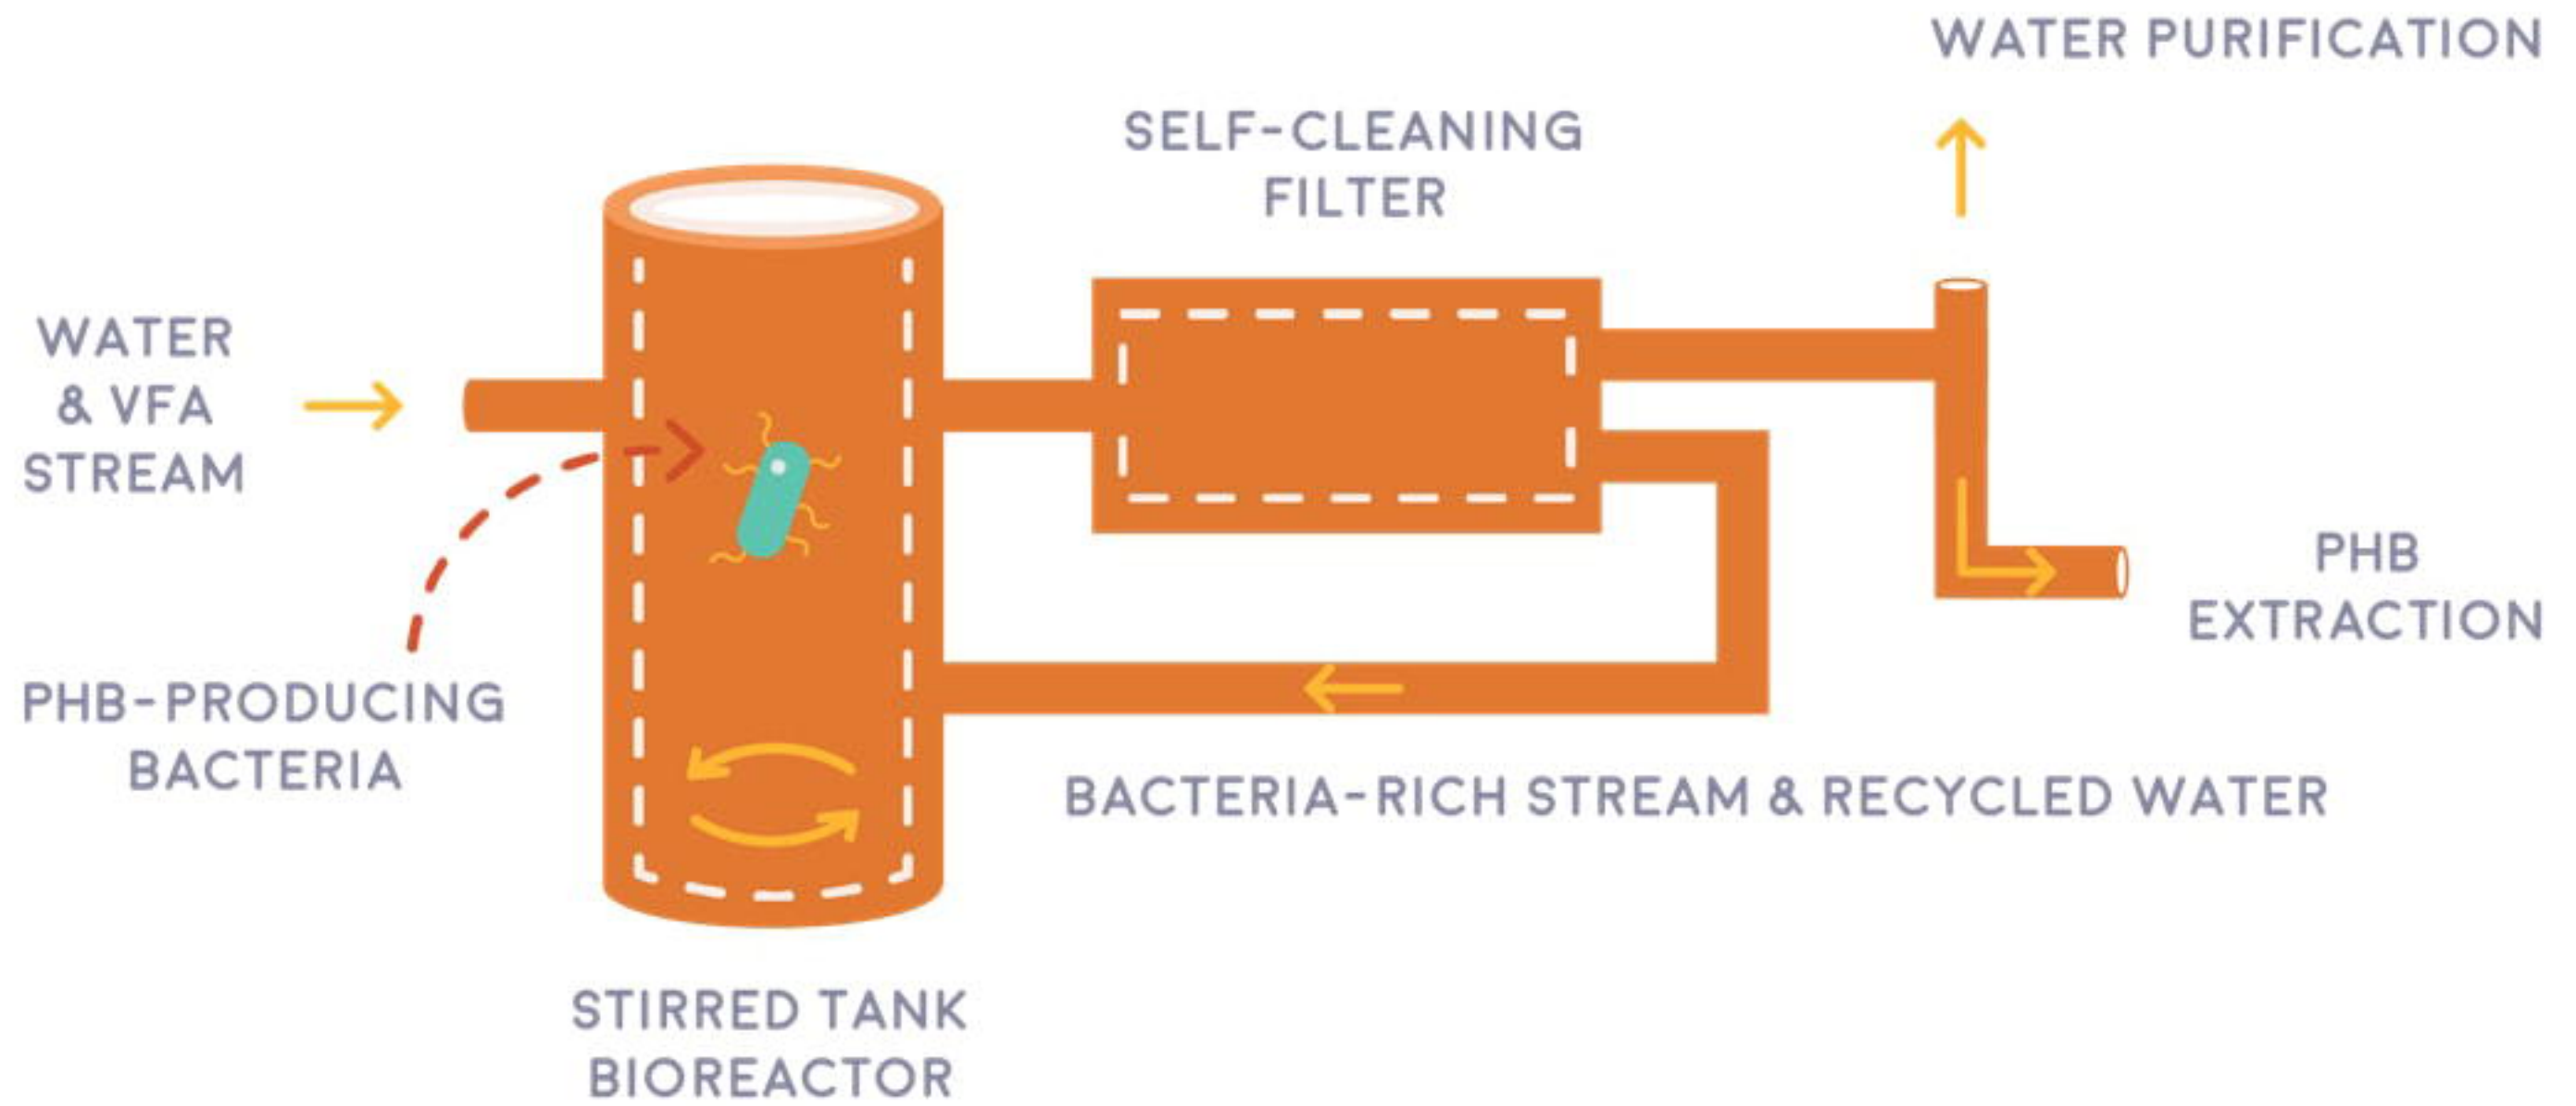 WATER PURIFICATION
SELF-CLEANING
FILTER
WATER
& VFA
STREAM
PHB
EXTRACTION
PHB-PRODUCING
BACTERIA
BACTERIA-RICH STREAM & RECYCLED WATER
STIRRED TANK
BIOREACTOR